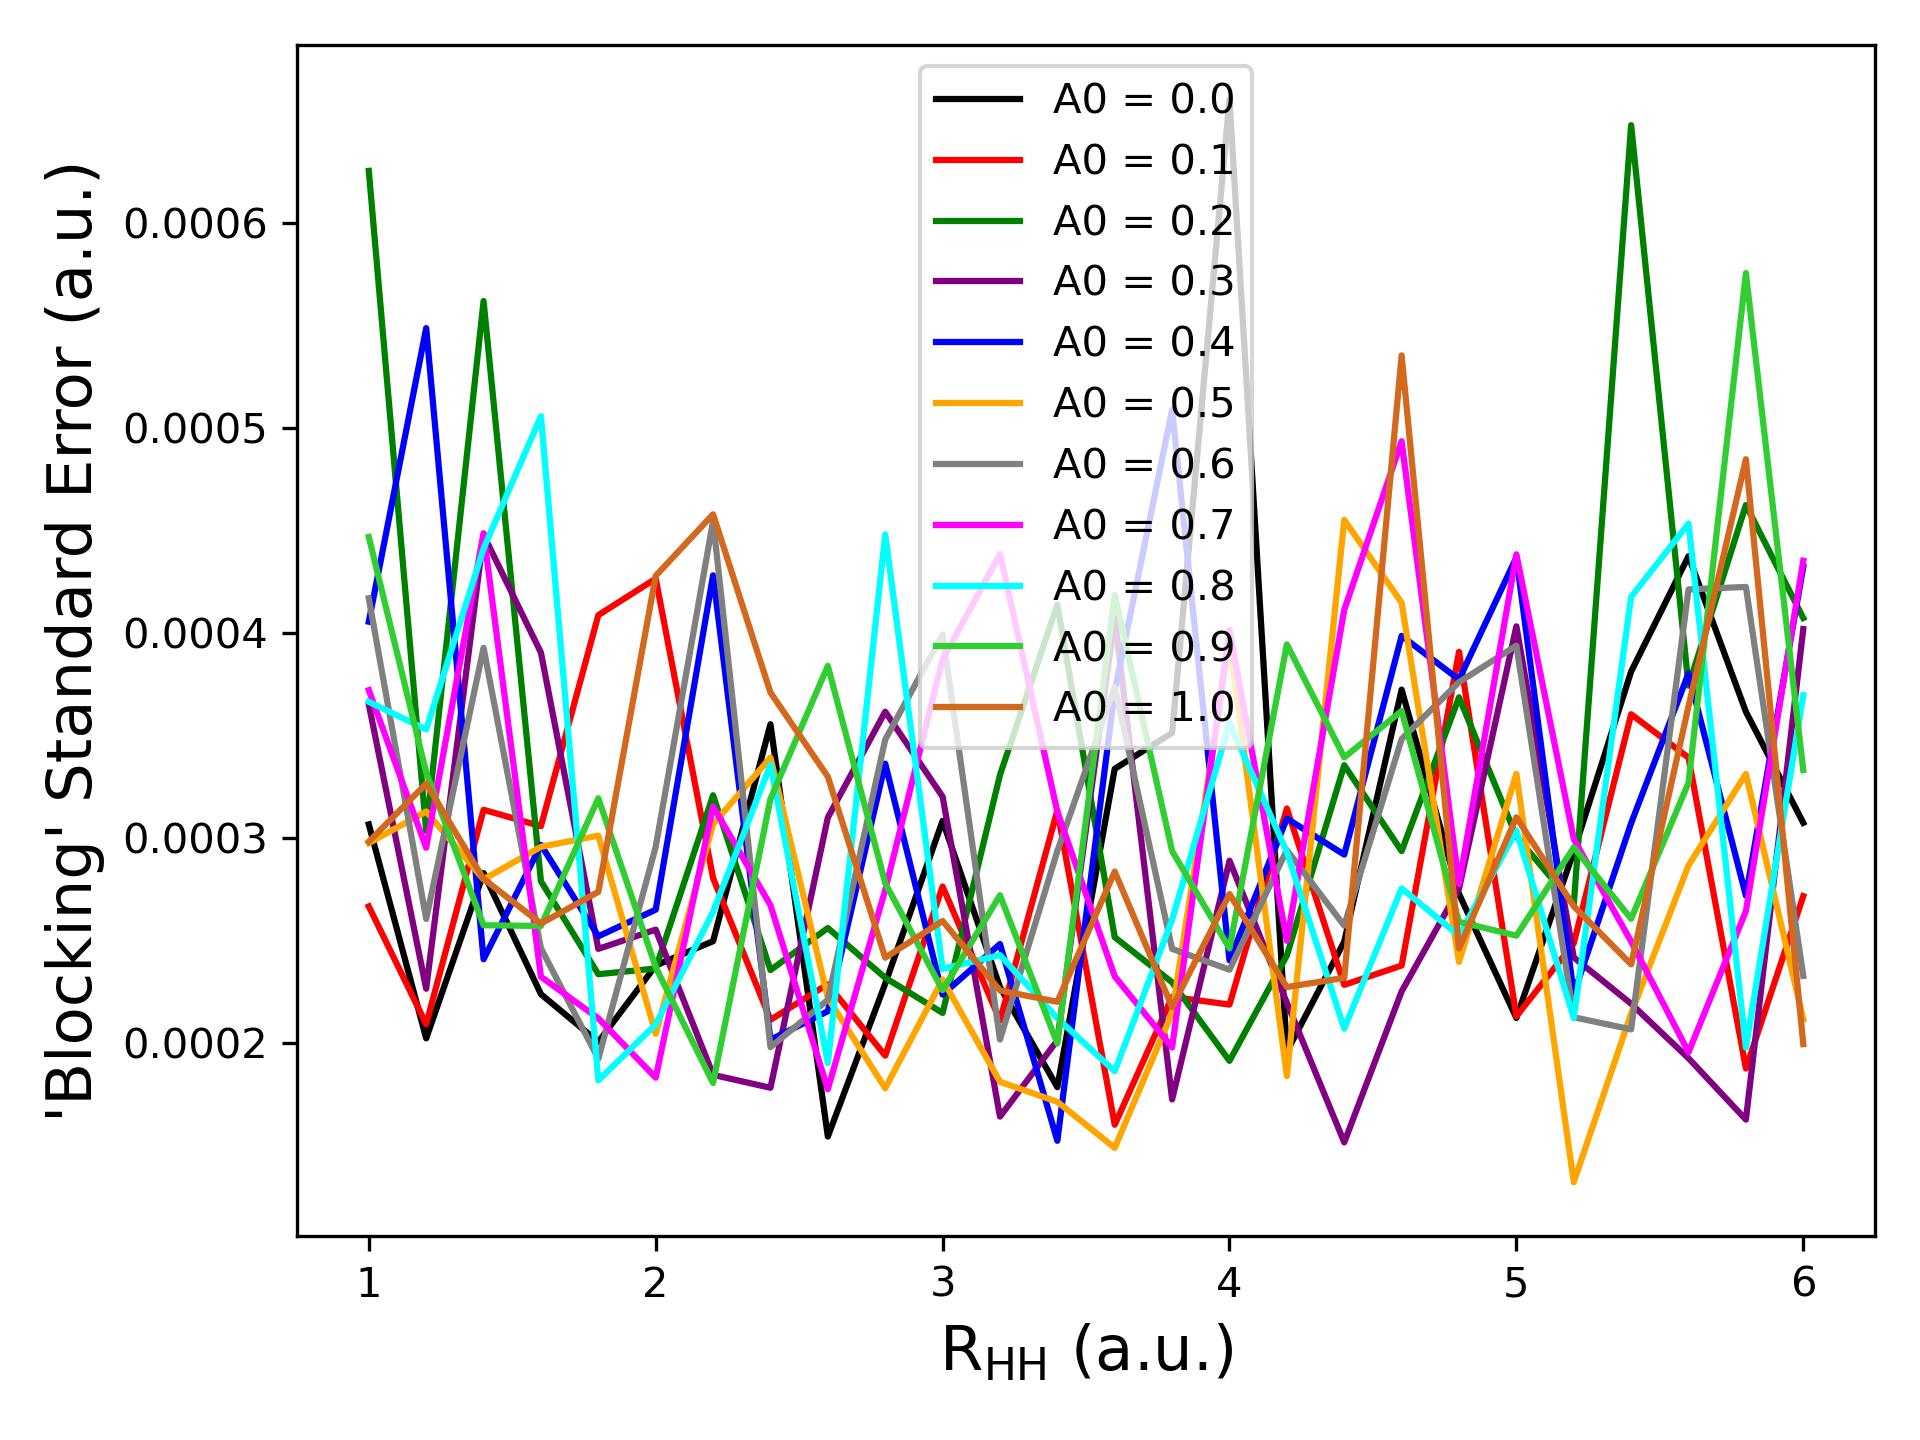 A0 = 0.0
A0 = 0.1
A0 = 0.2
A0 = 0.3
A0 = 0.4
A0 = 0.5
A0 = 0.6
A0 = 0.7
A0 = 0.8
A0 = 0.9
A0 = 1.0
'Blocking' Standard Error (a.u.)
0.0006
0.0005
0.0004
0.0003
0.0002
1 2 3 4 5 6
R_HH (a.u.)